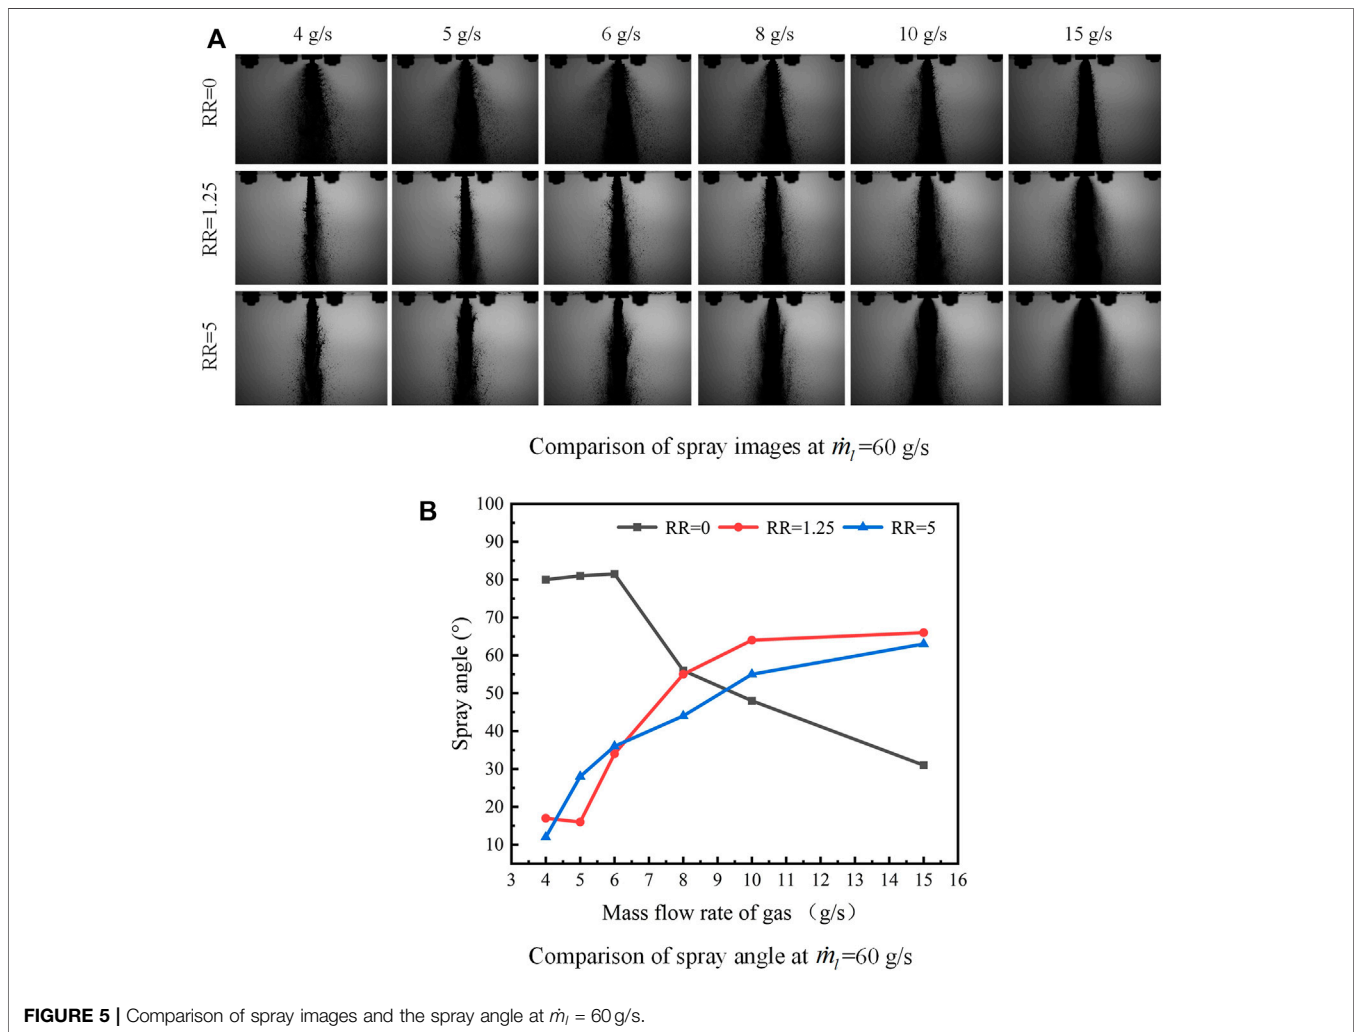 A
4 g/s 5 g/s 6 g/s 8 g/s 10 g/s 15 g/s
RR=0
RR=1.25
RR=5
Comparison of spray images at ṁₗ=60 g/s
B
RR=0 RR=1.25 RR=5
100
90
80
70
60
50
40
30
20
10
Spray angle (°)
3 4 5 6 7 8 9 10 11 12 13 14 15 16
Mass flow rate of gas （g/s）
Comparison of spray angle at ṁₗ=60 g/s
FIGURE 5 | Comparison of spray images and the spray angle at ṁₗ = 60 g/s.